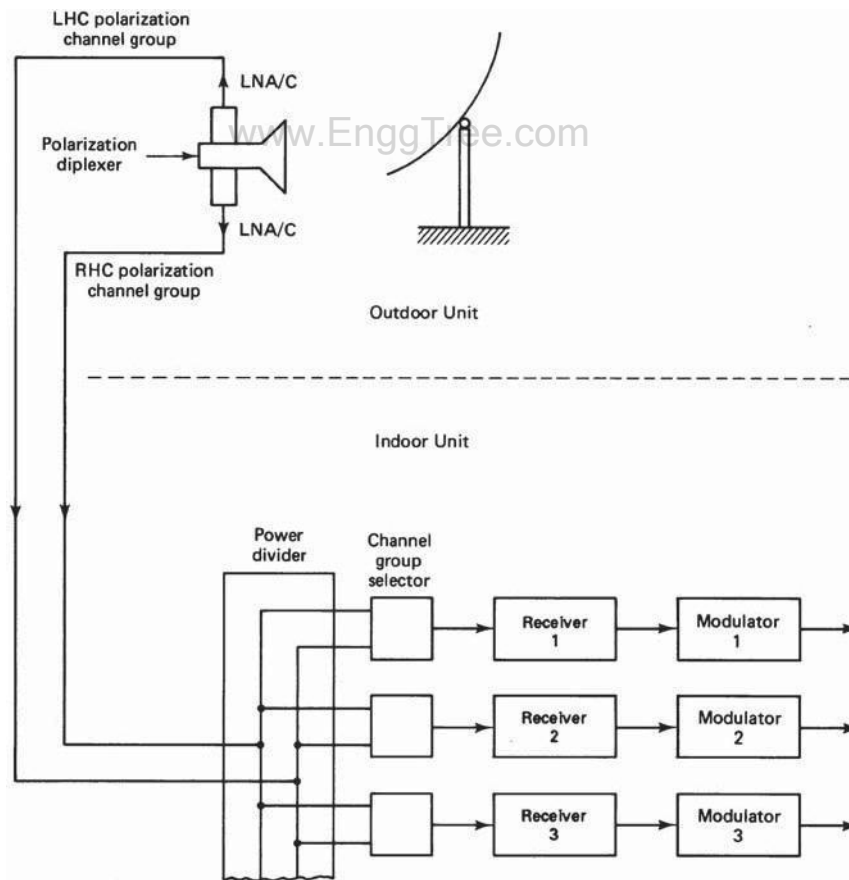 LHC polarization
channel group
LNA/C
www.EnggTree.com
Polarization
diplexer
LNA/C
RHC polarization
channel group
Outdoor Unit
Indoor Unit
Power
divider
Channel
group
selector
Receiver
1
Modulator
1
Receiver
2
Modulator
2
Receiver
3
Modulator
3